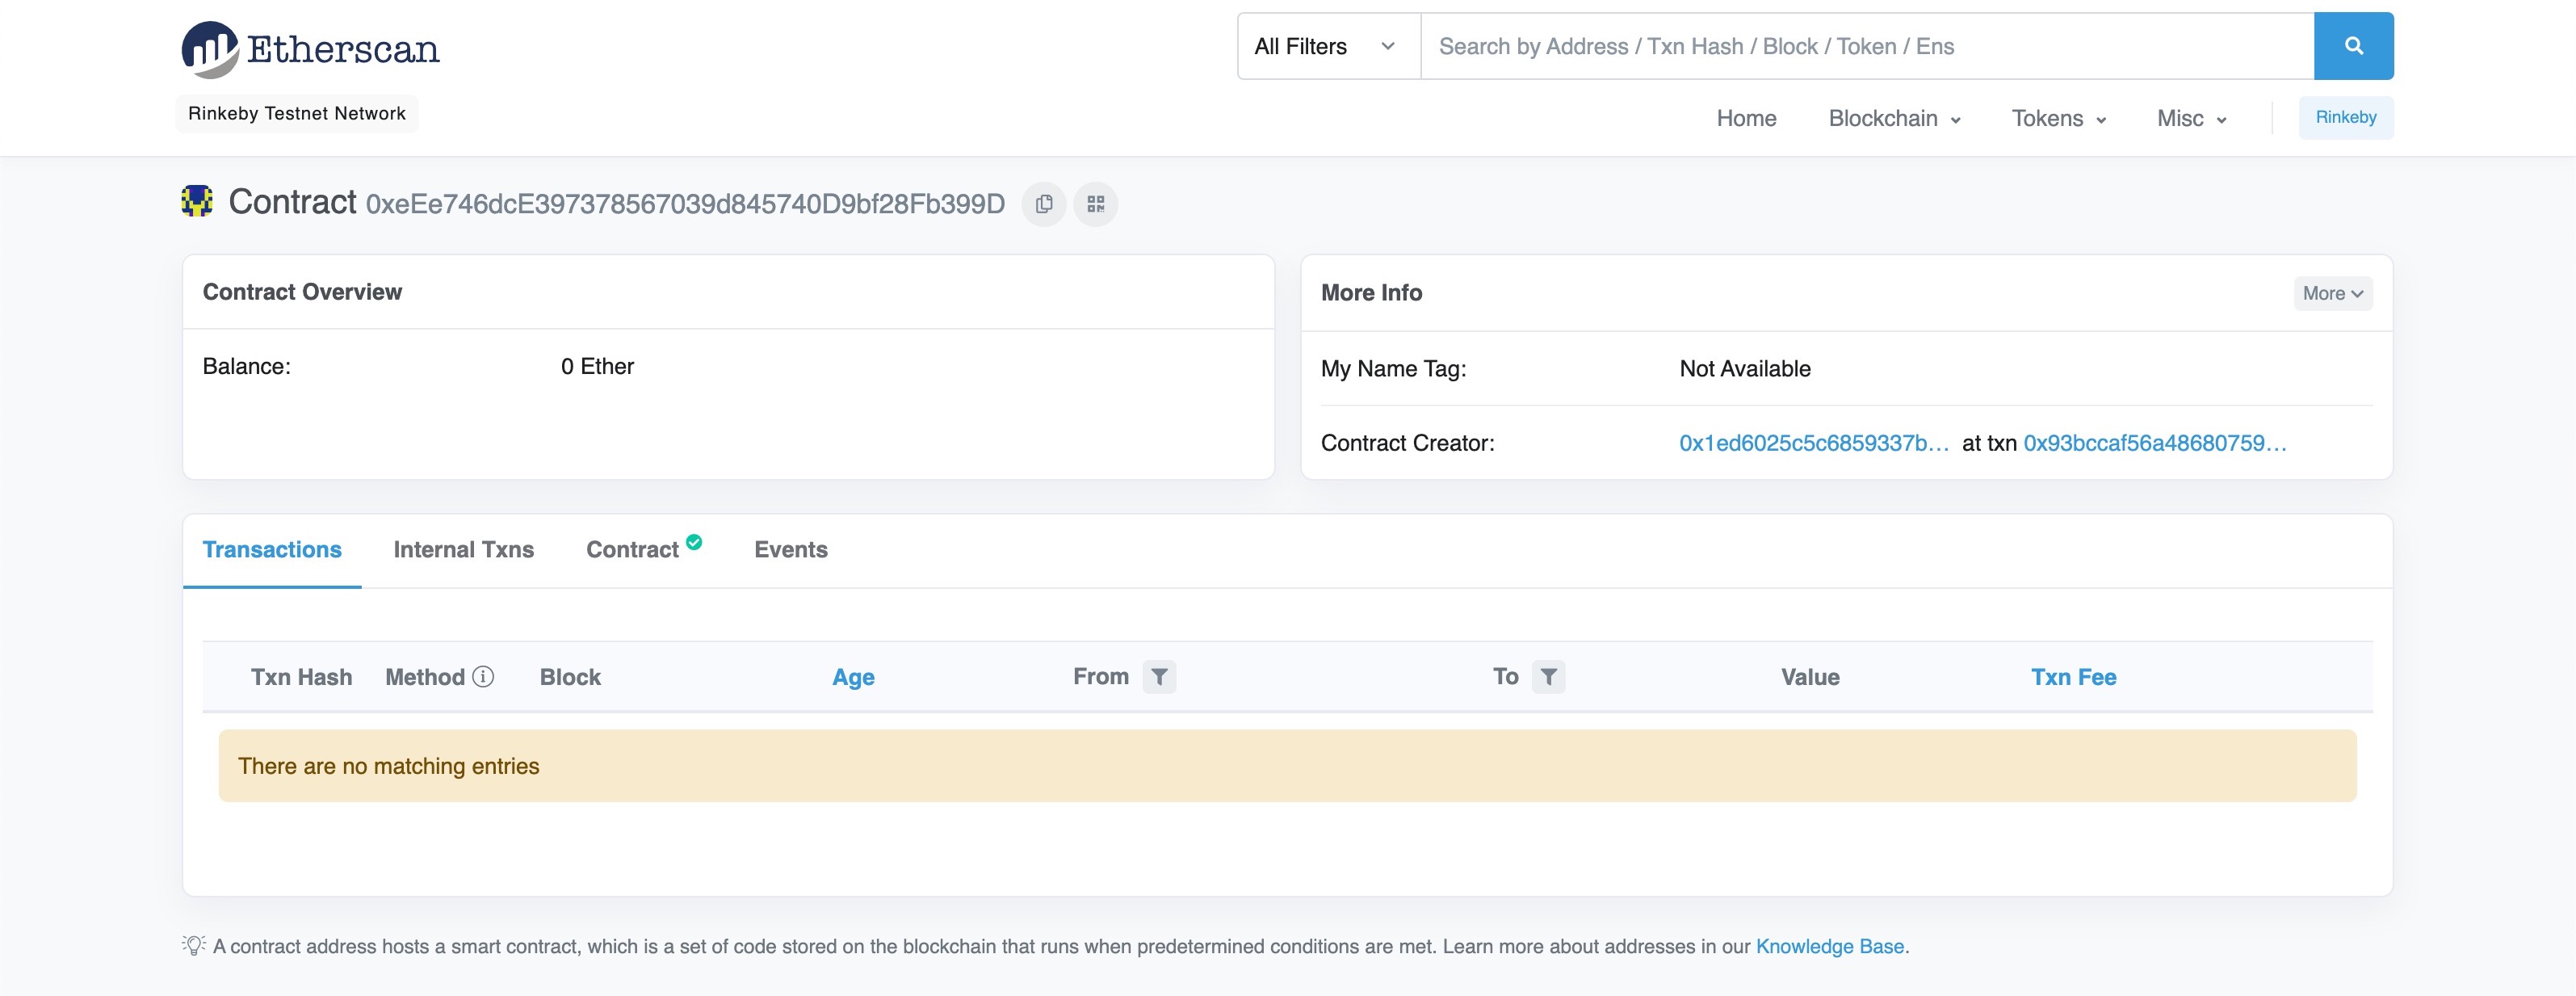 Etherscan
All Filters
Search by Address / Txn Hash / Block / Token / Ens
Rinkeby Testnet Network
Home Blockchain Tokens Misc Rinkeby
Contract 0xeEe746dcE397378567039d845740D9bf28Fb399D
Contract Overview
Balance: 0 Ether
More Info More
My Name Tag: Not Available
Contract Creator: 0x1ed6025c5c6859337b... at txn 0x93bccaf56a48680759...
Transactions Internal Txns Contract Events
Txn Hash Method Block Age From To Value Txn Fee
There are no matching entries
A contract address hosts a smart contract, which is a set of code stored on the blockchain that runs when predetermined conditions are met. Learn more about addresses in our Knowledge Base.